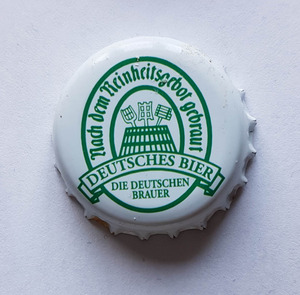 Nach dem Reinheitsgebot gebraut
DEUTSCHES BIER
DIE DEUTSCHEN
BRAUER